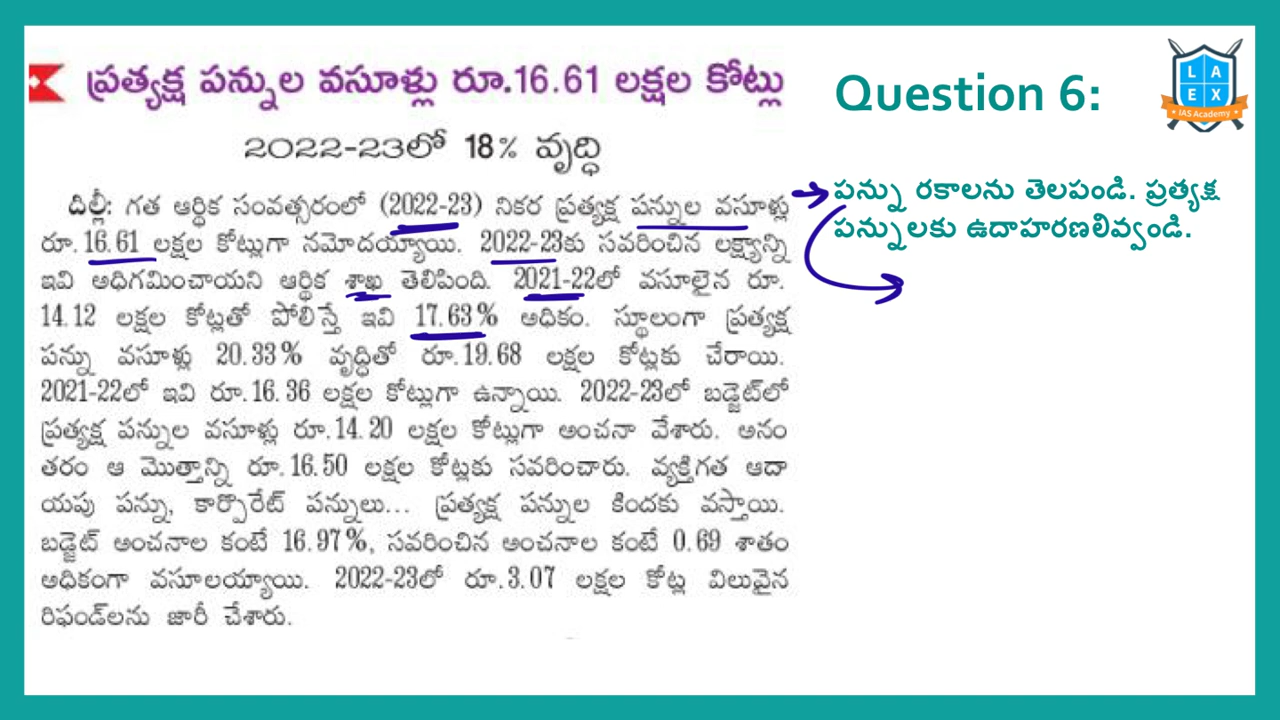 ప్రత్యక్ష పన్నుల వసూళ్లు రూ.16.61 లక్షల కోట్లు
2022-23లో 18% వృద్ధి
దిల్లీ: గత ఆర్థిక సంవత్సరంలో (2022-23) నికర ప్రత్యక్ష పన్నుల వసూళ్లు
రూ.16.61 లక్షల కోట్లుగా నమోదయ్యాయి. 2022-23కు సవరించిన లక్ష్యాన్ని
ఇవి అధిగమించాయని ఆర్థిక శాఖ తెలిపింది. 2021-22లో వసూలైన రూ.
14.12 లక్షల కోట్లతో పోలిస్తే ఇవి 17.63% అధికం. స్థూలంగా ప్రత్యక్ష
పన్ను వసూళ్లు 20.33% వృద్ధితో రూ.19.68 లక్షల కోట్లకు చేరాయి.
2021-22లో ఇవి రూ.16.36 లక్షల కోట్లుగా ఉన్నాయి. 2022-23లో బడ్జెట్‌లో
ప్రత్యక్ష పన్నుల వసూళ్లు రూ.14.20 లక్షల కోట్లుగా అంచనా వేశారు. అనం
తరం ఆ మొత్తాన్ని రూ.16.50 లక్షల కోట్లకు సవరించారు. వ్యక్తిగత ఆదా
యపు పన్ను, కార్పొరేట్ పన్నులు... ప్రత్యక్ష పన్నుల కిందకు వస్తాయి.
బడ్జెట్ అంచనాల కంటే 16.97%, సవరించిన అంచనాల కంటే 0.69 శాతం
అధికంగా వసూలయ్యాయి. 2022-23లో రూ.3.07 లక్షల కోట్ల విలువైన
రిఫండ్‌లను జారీ చేశారు.
Question 6:
పన్ను రకాలను తెలపండి. ప్రత్యక్ష
పన్నులకు ఉదాహరణలివ్వండి.
L A
E X
IAS Academy